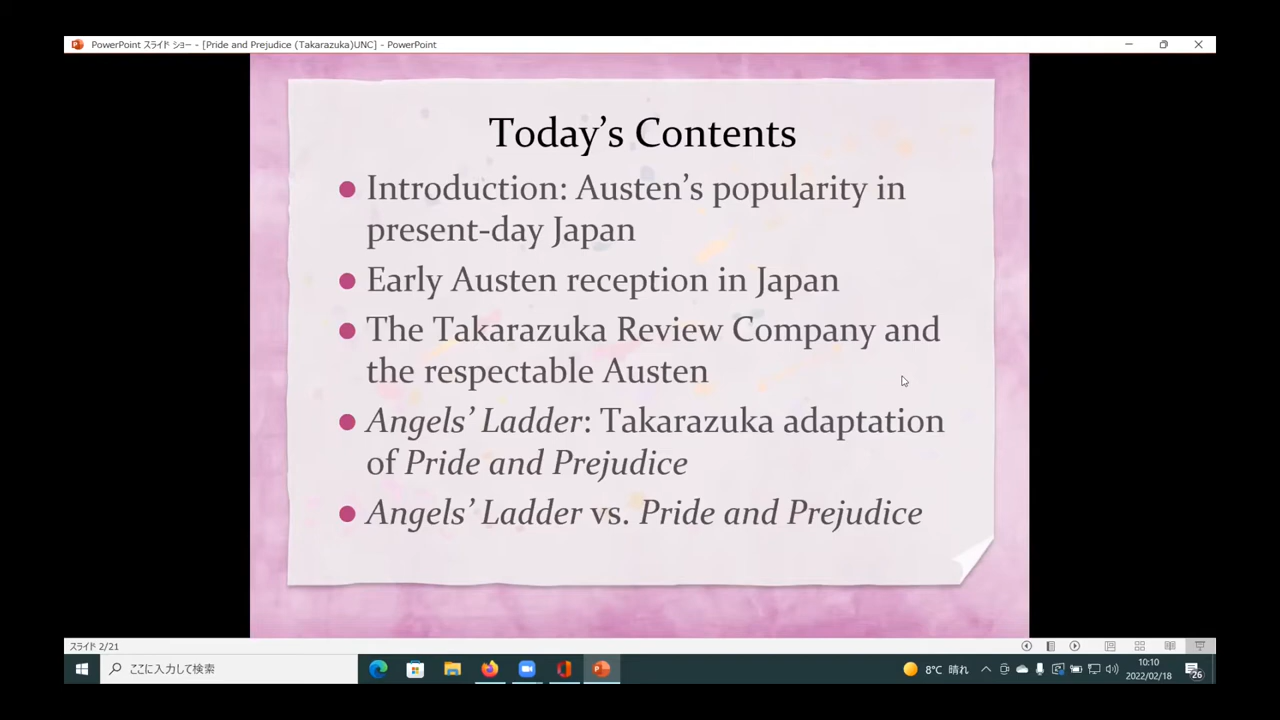 PowerPoint スライド ショー - [Pride and Prejudice (Takarazuka)UNC] - PowerPoint
Today’s Contents
Introduction: Austen’s popularity in
present-day Japan
Early Austen reception in Japan
The Takarazuka Review Company and
the respectable Austen
Angels’ Ladder: Takarazuka adaptation
of Pride and Prejudice
Angels’ Ladder vs. Pride and Prejudice
スライド 2/21
ここに入力して検索
8°C 晴れ
10:10
2022/02/18
26